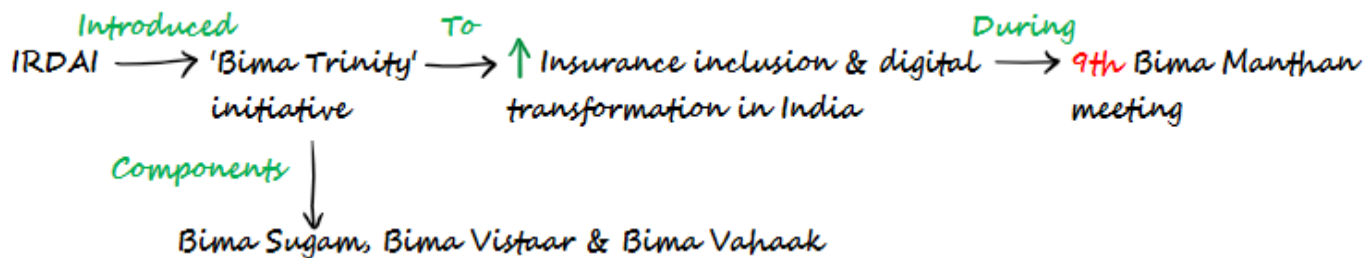 Introduced To During
IRDAI 'Bima Trinity' ↑ Insurance inclusion & digital 9th Bima Manthan
initiative transformation in India meeting
Components
Bima Sugam, Bima Vistaar & Bima Vahaak